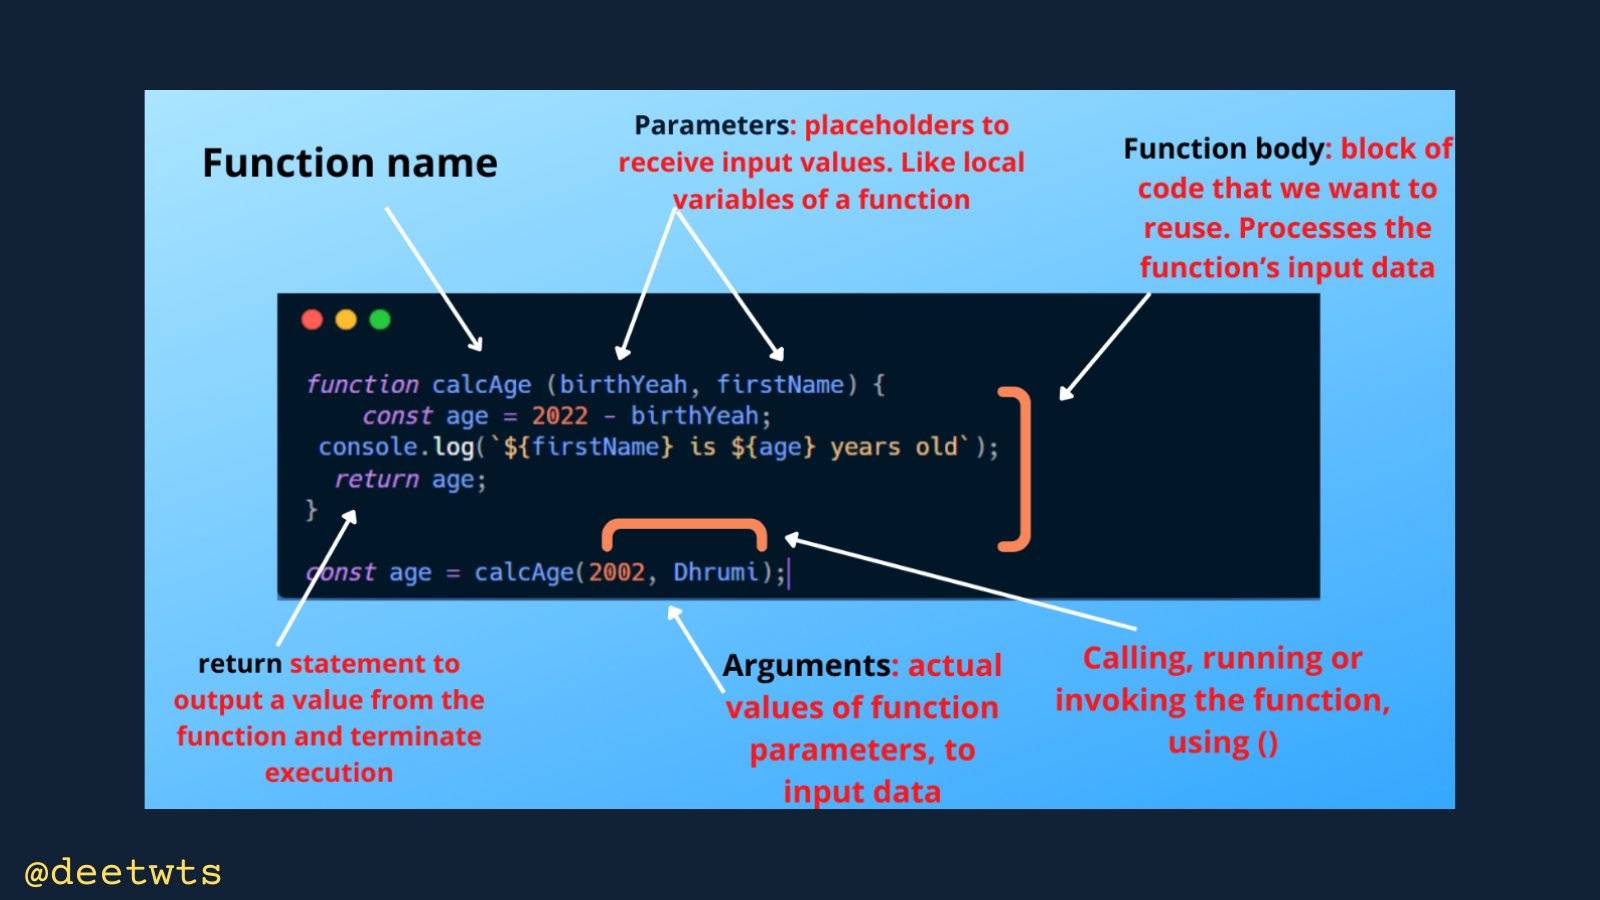 Function name
Parameters: placeholders to
receive input values. Like local
variables of a function
Function body: block of
code that we want to
reuse. Processes the
function’s input data
function calcAge (birthYeah, firstName) {
const age = 2022 - birthYeah;
console.log(`${firstName} is ${age} years old`);
return age;
}
const age = calcAge(2002, Dhrumi);
return statement to
output a value from the
function and terminate
execution
Arguments: actual
values of function
parameters, to
input data
Calling, running or
invoking the function,
using ()
@deetwts